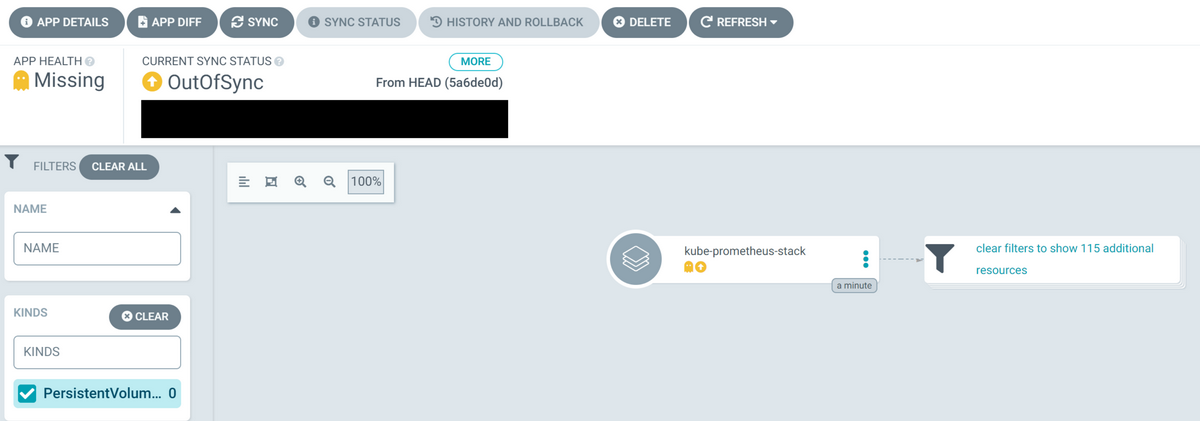 APP DETAILS
APP DIFF
SYNC
SYNC STATUS
HISTORY AND ROLLBACK
DELETE
REFRESH
APP HEALTH
Missing
CURRENT SYNC STATUS
MORE
OutOfSync
From HEAD (5a6de0d)
FILTERS
CLEAR ALL
100%
NAME
NAME
kube-prometheus-stack
a minute
clear filters to show 115 additional
resources
KINDS
CLEAR
KINDS
PersistentVolum... 0